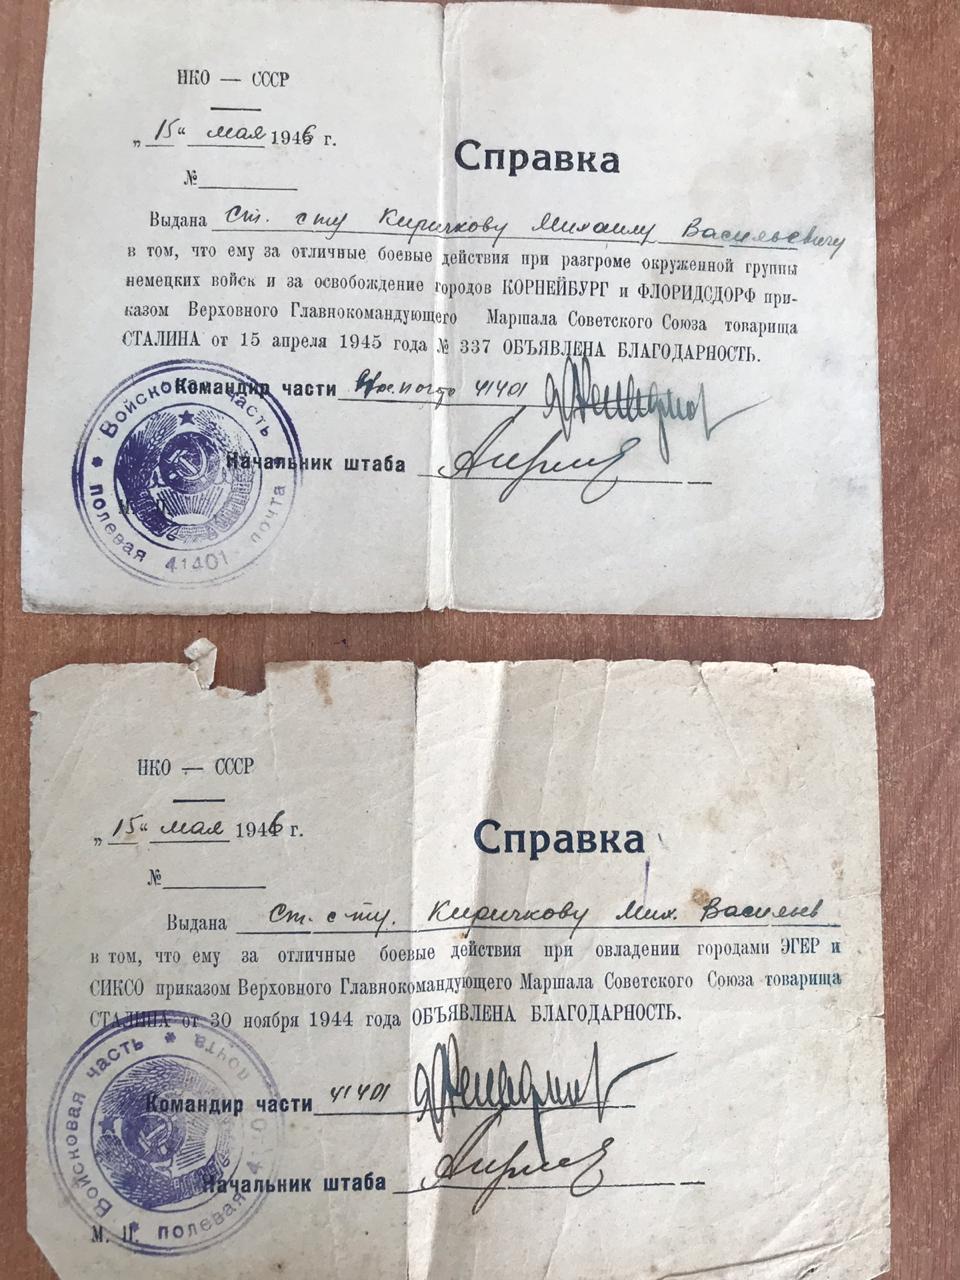 НКО — СССР
„15“ мая 1946 г.
Справка
№
Выдана Ст. с-ту Киричкову Михаилу Васильевичу
в том, что ему за отличные боевые действия при разгроме окруженной группы
немецких войск и за освобождение городов КОРНЕЙБУРГ и ФЛОРИДСДОРФ при-
казом Верховного Главнокомандующего Маршала Советского Союза товарища
СТАЛИНА от 15 апреля 1945 года № 337 ОБЪЯВЛЕНА БЛАГОДАРНОСТЬ.
Командир части 41401
Начальник штаба
М. П.
Войсковая часть
полевая почта
41401
НКО — СССР
„15“ мая 1946 г.
Справка
№
Выдана Ст. с-ту. Киричкову Мих. Васильев
в том, что ему за отличные боевые действия при овладении городами ЭГЕР и
СИКСО приказом Верховного Главнокомандующего Маршала Советского Союза товарища
СТАЛИНА от 30 ноября 1944 года ОБЪЯВЛЕНА БЛАГОДАРНОСТЬ.
Командир части 41401
Начальник штаба
М. П.
Войсковая часть
полевая почта